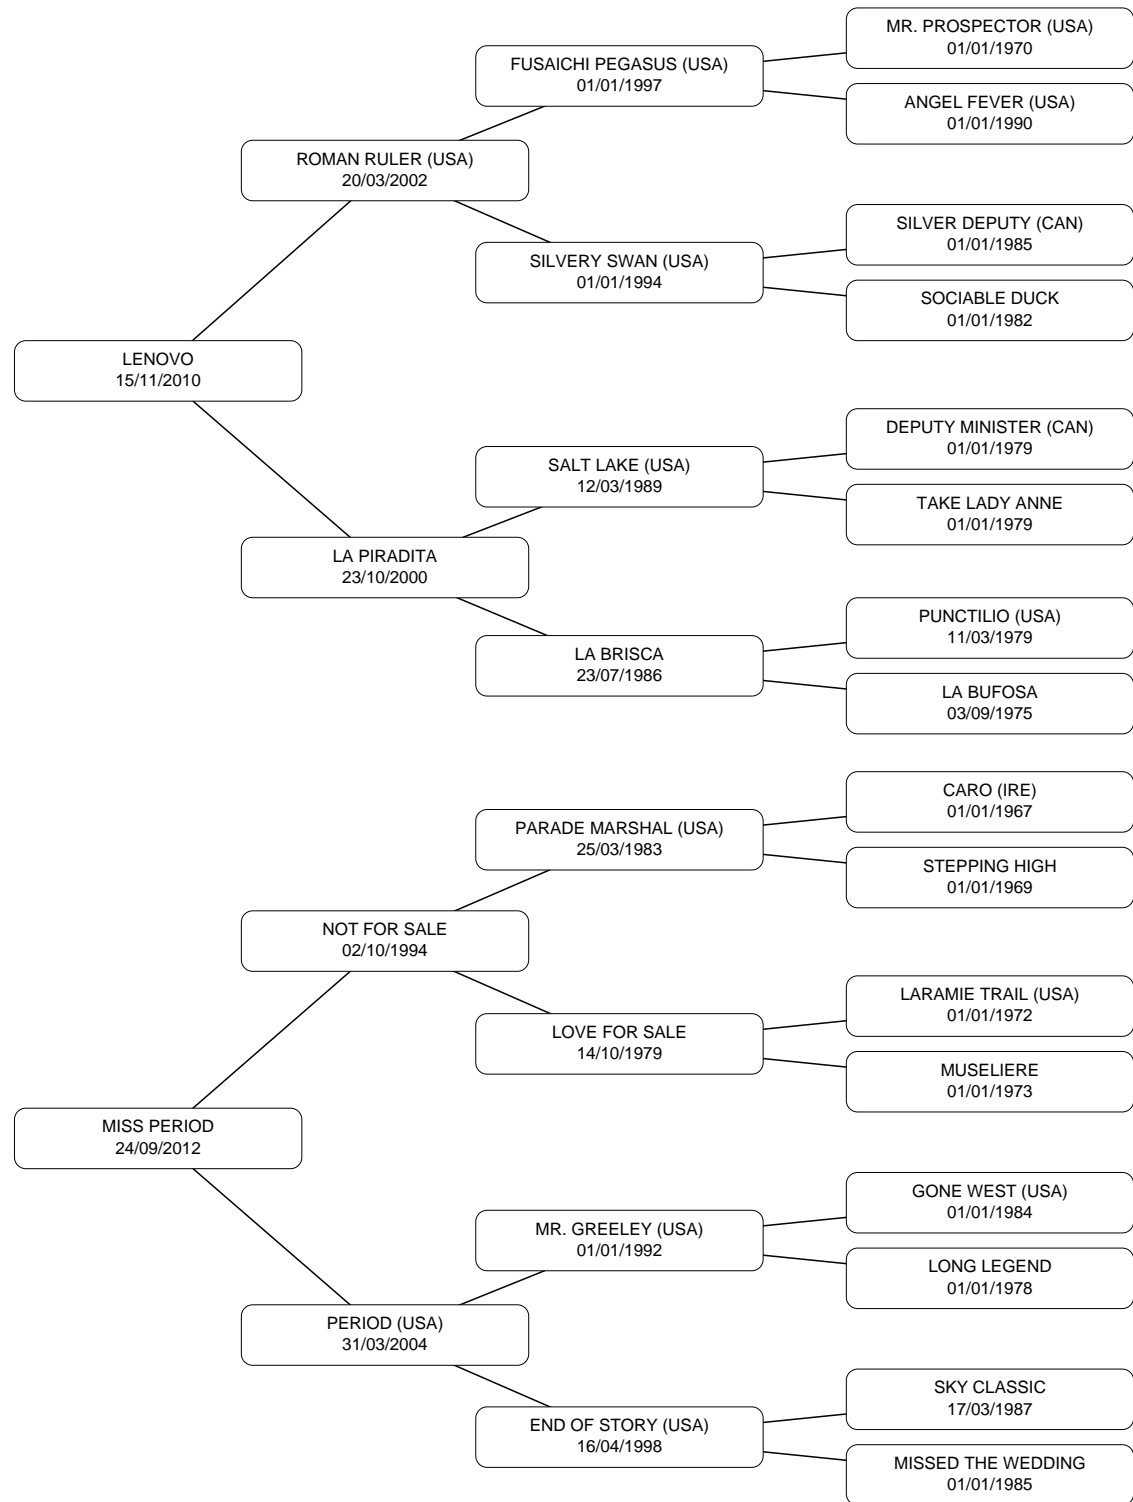 MR. PROSPECTOR (USA)
01/01/1970
FUSAICHI PEGASUS (USA)
01/01/1997
ANGEL FEVER (USA)
01/01/1990
ROMAN RULER (USA)
20/03/2002
SILVER DEPUTY (CAN)
01/01/1985
SILVERY SWAN (USA)
01/01/1994
SOCIABLE DUCK
01/01/1982
LENOVO
15/11/2010
DEPUTY MINISTER (CAN)
01/01/1979
SALT LAKE (USA)
12/03/1989
TAKE LADY ANNE
01/01/1979
LA PIRADITA
23/10/2000
PUNCTILIO (USA)
11/03/1979
LA BRISCA
23/07/1986
LA BUFOSA
03/09/1975
CARO (IRE)
01/01/1967
PARADE MARSHAL (USA)
25/03/1983
STEPPING HIGH
01/01/1969
NOT FOR SALE
02/10/1994
LARAMIE TRAIL (USA)
01/01/1972
LOVE FOR SALE
14/10/1979
MUSELIERE
01/01/1973
MISS PERIOD
24/09/2012
GONE WEST (USA)
01/01/1984
MR. GREELEY (USA)
01/01/1992
LONG LEGEND
01/01/1978
PERIOD (USA)
31/03/2004
SKY CLASSIC
17/03/1987
END OF STORY (USA)
16/04/1998
MISSED THE WEDDING
01/01/1985